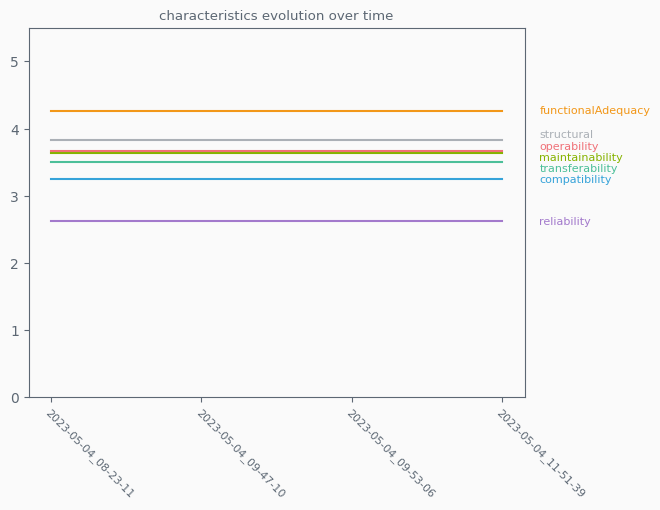 characteristics evolution over time
5
4
3
2
1
0
functionalAdequacy
structural
operability
maintainability
transferability
compatibility
reliability
2023-05-04_08-23-11
2023-05-04_09-47-10
2023-05-04_09-53-06
2023-05-04_11-51-39